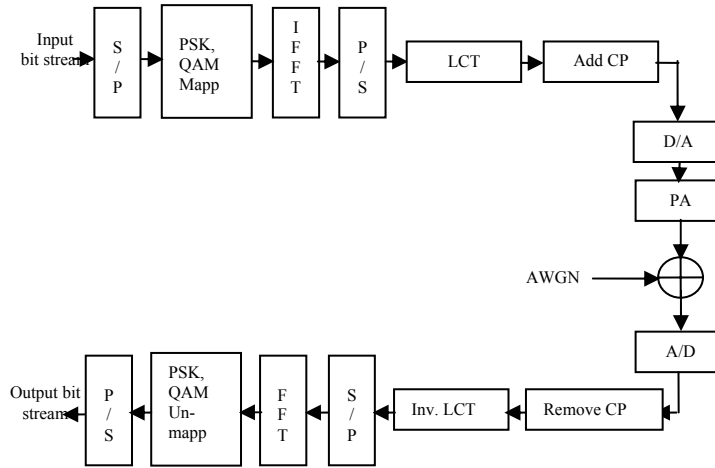 Input
bit stream
S
/
P
PSK,
QAM
Mapp
I
F
F
T
P
/
S
LCT
Add CP
D/A
PA
AWGN
A/D
Output bit
stream
P
/
S
PSK,
QAM
Un-
mapp
F
F
T
S
/
P
Inv. LCT
Remove CP